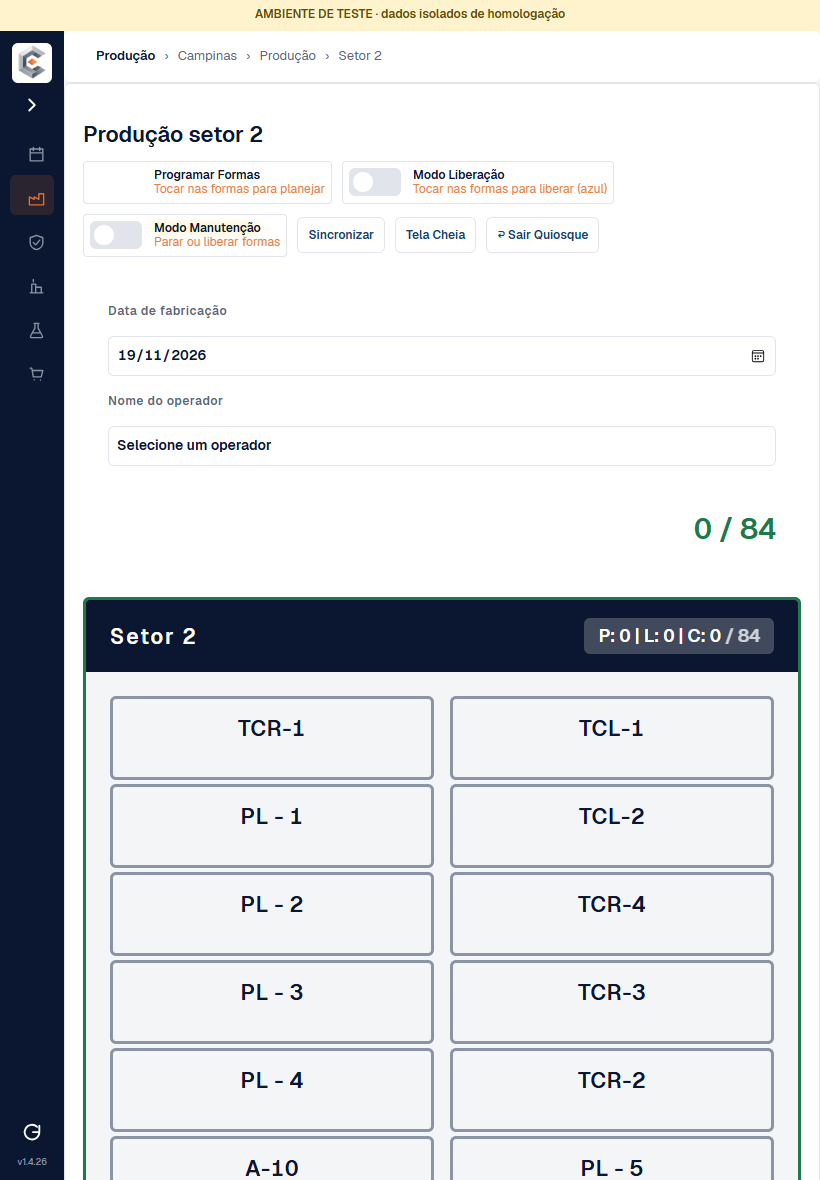 AMBIENTE DE TESTE · dados isolados de homologação
Produção › Campinas › Produção › Setor 2
Produção setor 2
Programar Formas
Tocar nas formas para planejar
Modo Liberação
Tocar nas formas para liberar (azul)
Modo Manutenção
Parar ou liberar formas
Sincronizar
Tela Cheia
Sair Quiosque
Data de fabricação
19/11/2026
Nome do operador
Selecione um operador
0 / 84
Setor 2
P: 0 | L: 0 | C: 0 / 84
TCR-1
TCL-1
PL - 1
TCL-2
PL - 2
TCR-4
PL - 3
TCR-3
PL - 4
TCR-2
A-10
PL - 5
v1.4.26